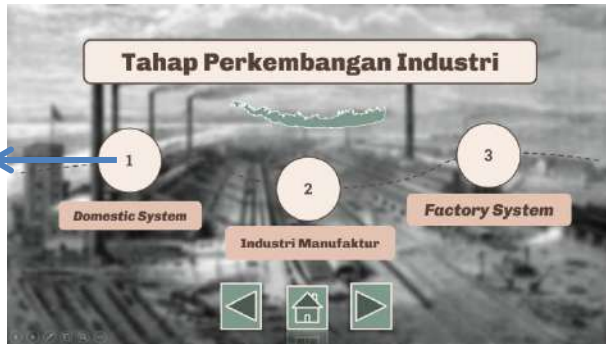 Tahap Perkembangan Industri
1
Domestic System
2
Industri Manufaktur
3
Factory System